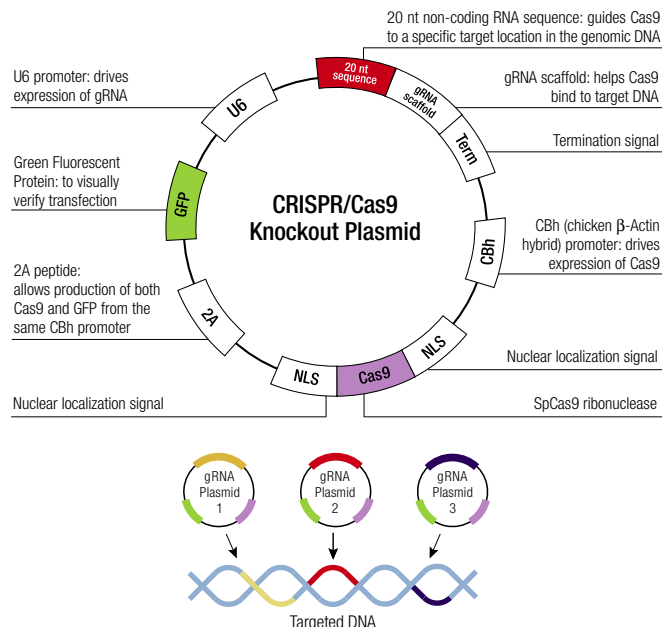 20 nt non-coding RNA sequence: guides Cas9
to a specific target location in the genomic DNA
U6 promoter: drives
expression of gRNA
20 nt
sequence
gRNA
scaffold
gRNA scaffold: helps Cas9
bind to target DNA
U6
Term
Termination signal
Green Fluorescent
Protein: to visually
verify transfection
GFP
CRISPR/Cas9
Knockout Plasmid
CBh
CBh (chicken β-Actin
hybrid) promoter: drives
expression of Cas9
2A peptide:
allows production of both
Cas9 and GFP from the
same CBh promoter
2A
NLS
Cas9
NLS
Nuclear localization signal
Nuclear localization signal
SpCas9 ribonuclease
gRNA
Plasmid
1
gRNA
Plasmid
2
gRNA
Plasmid
3
Targeted DNA